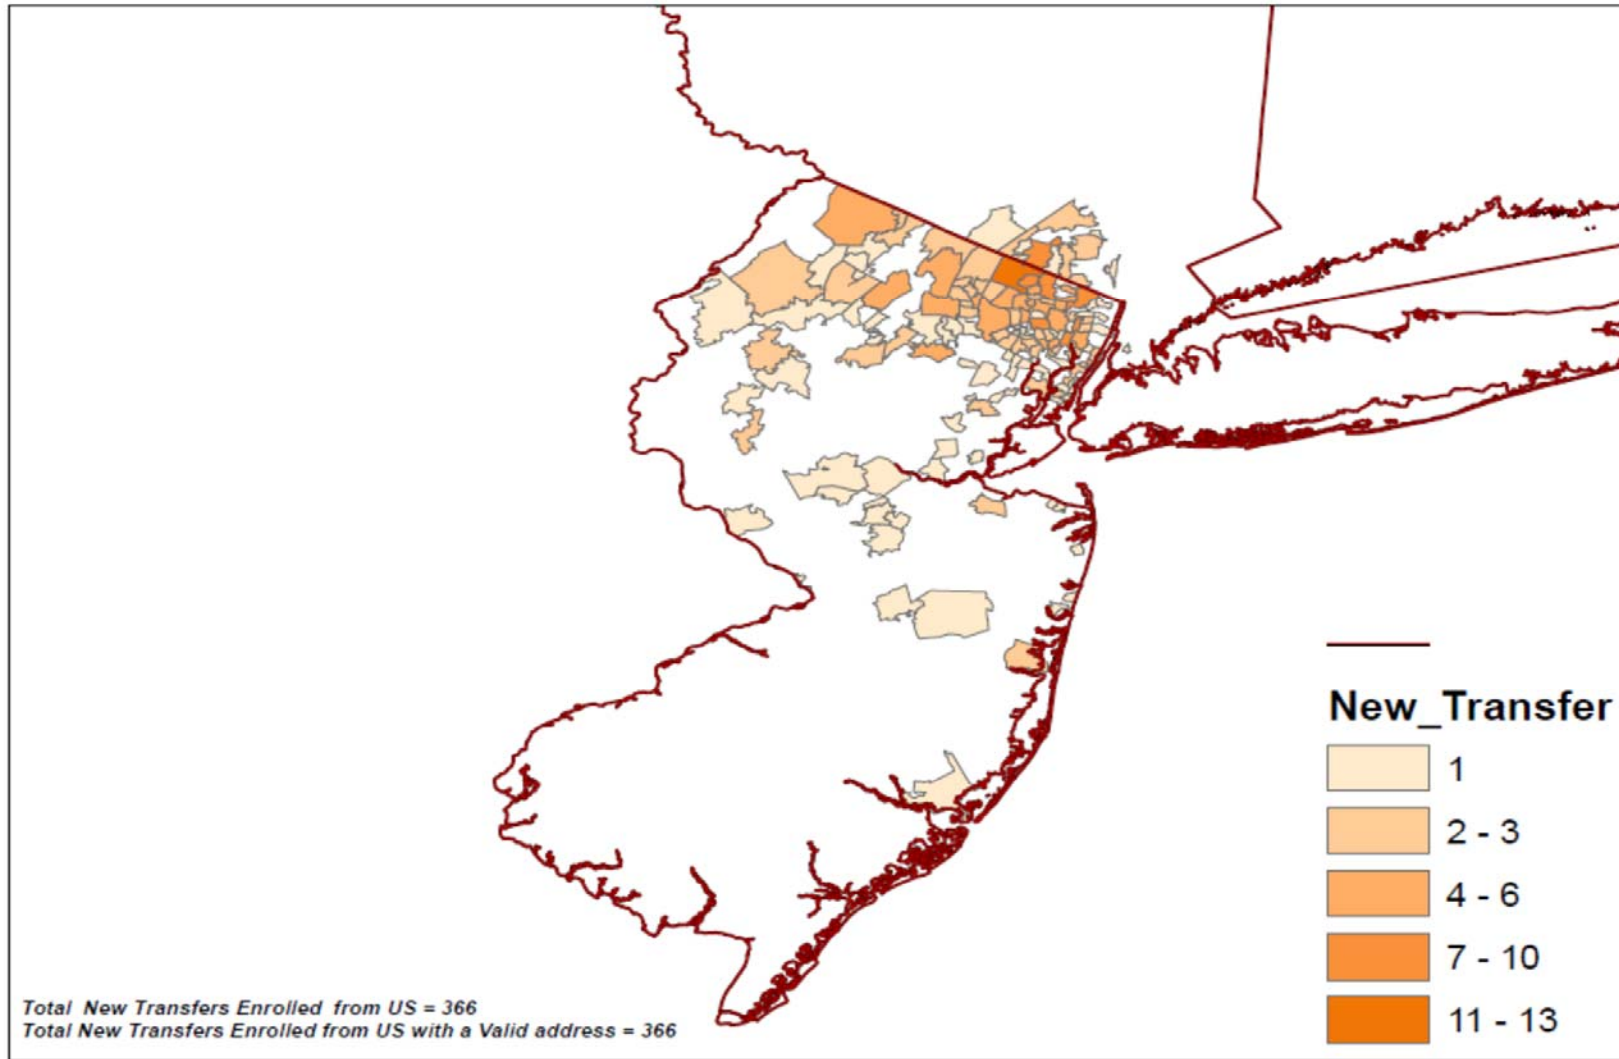 New_Transfer
1
2 - 3
4 - 6
7 - 10
11 - 13
Total New Transfers Enrolled from US = 366
Total New Transfers Enrolled from US with a Valid address = 366